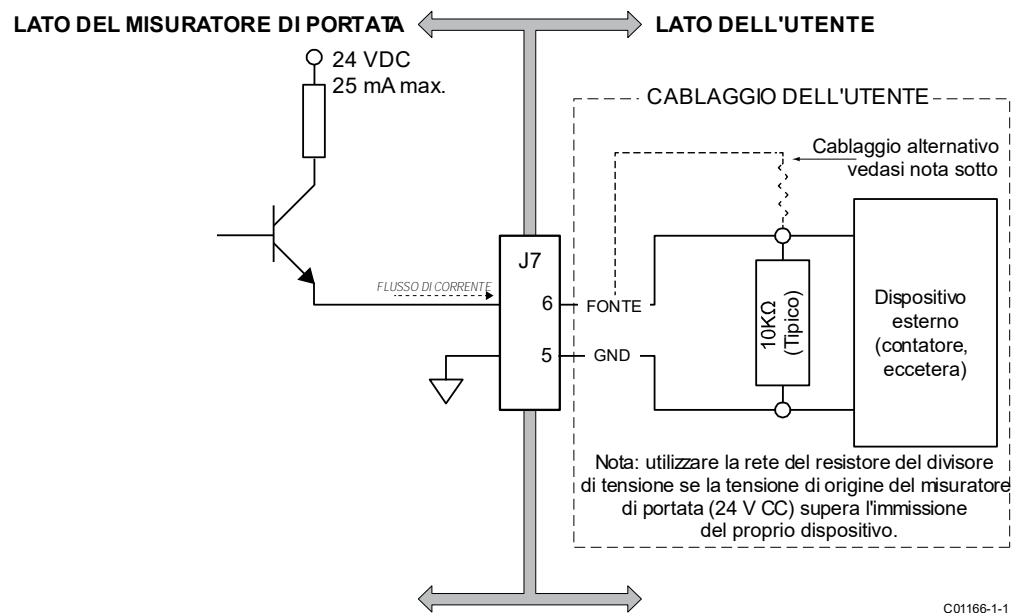 LATO DEL MISURATORE DI PORTATA
LATO DELL'UTENTE
24 VDC
25 mA max.
CABLAGGIO DELL'UTENTE
Cablaggio alternativo
vedasi nota sotto
J7
FLUSSO DI CORRENTE
6
FONTE
5
GND
10KΩ
(Tipico)
Dispositivo
esterno
(contatore,
eccetera)
Nota: utilizzare la rete del resistore del divisore
di tensione se la tensione di origine del misuratore
di portata (24 V CC) supera l'immissione
del proprio dispositivo.
C01166-1-1